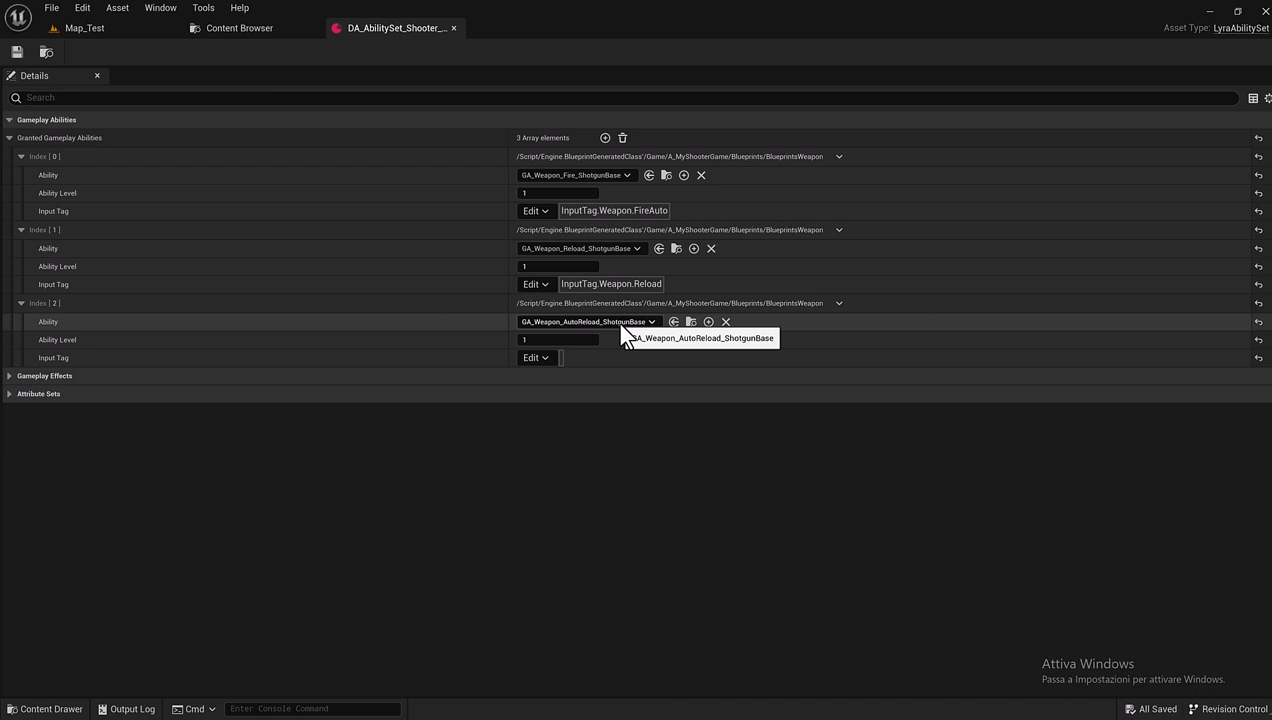 File Edit Asset Window Tools Help
Map_Test Content Browser DA_AbilitySet_Shooter_... Asset Type: LyraAbilitySet
Details
Search
Gameplay Abilities
Granted Gameplay Abilities 3 Array elements
Index [ 0 ] /Script/Engine.BlueprintGeneratedClass'/Game/A_MyShooterGame/Blueprints/BlueprintsWeapon
Ability GA_Weapon_Fire_ShotgunBase
Ability Level 1
Input Tag Edit InputTag.Weapon.FireAuto
Index [ 1 ] /Script/Engine.BlueprintGeneratedClass'/Game/A_MyShooterGame/Blueprints/BlueprintsWeapon
Ability GA_Weapon_Reload_ShotgunBase
Ability Level 1
Input Tag Edit InputTag.Weapon.Reload
Index [ 2 ] /Script/Engine.BlueprintGeneratedClass'/Game/A_MyShooterGame/Blueprints/BlueprintsWeapon
Ability GA_Weapon_AutoReload_ShotgunBase
A_Weapon_AutoReload_ShotgunBase
Ability Level 1
Input Tag Edit
Gameplay Effects
Attribute Sets
Attiva Windows
Passa a Impostazioni per attivare Windows.
Content Drawer Output Log Cmd Enter Console Command All Saved Revision Control